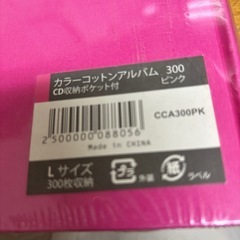 カラーコットンアルバム 300
CD収納ポケット付 ピンク
CCA300PK
2500000088056
Made in CHINA
Lサイズ
300枚収納
プラ 外装
紙 ラベル